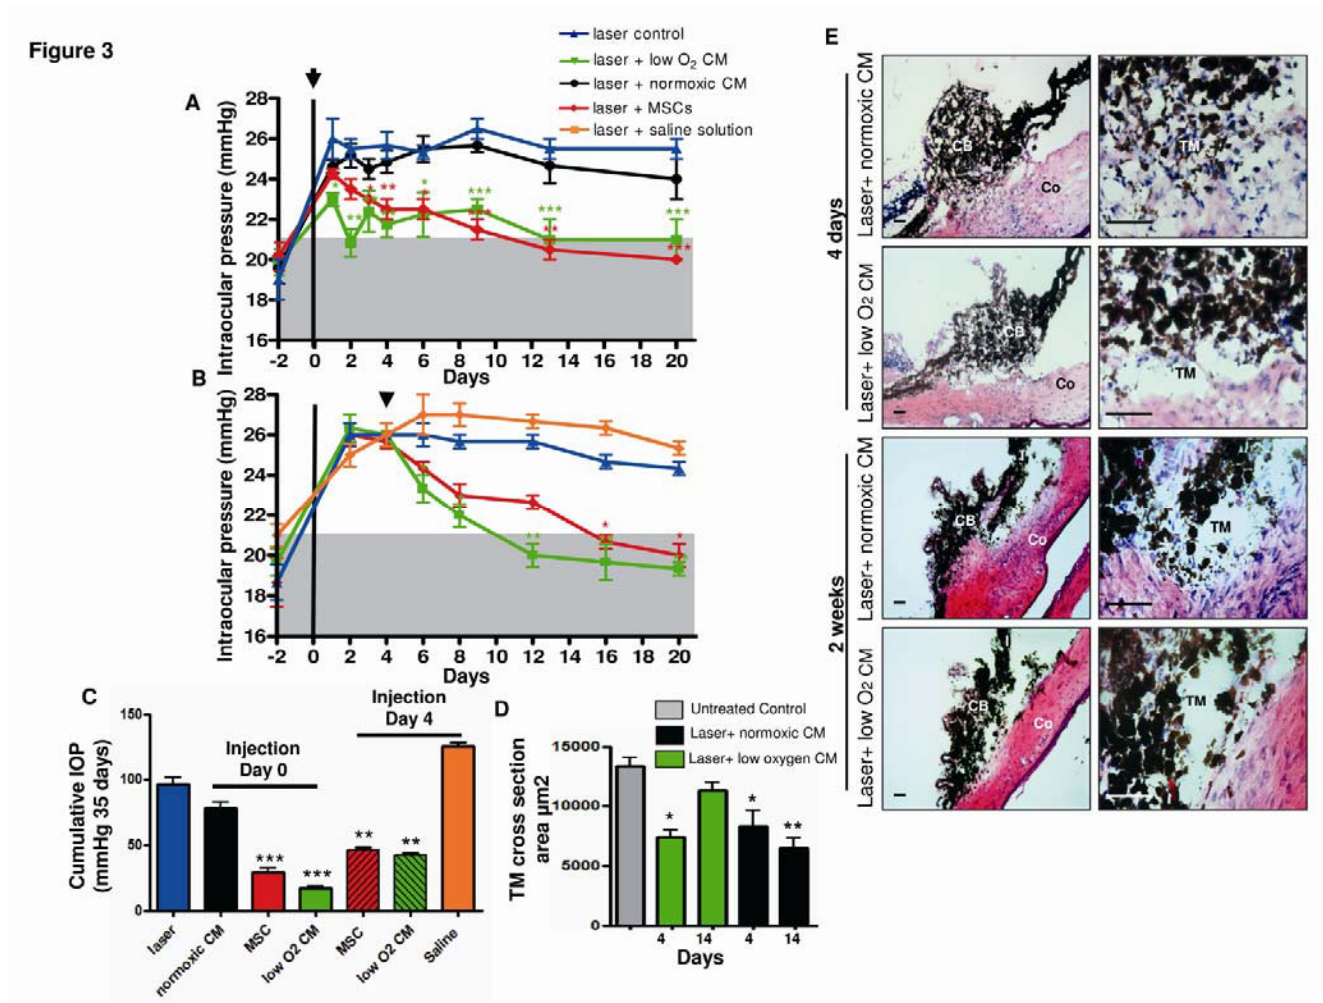 Figure 3
laser control
laser + low O2 CM
laser + normoxic CM
laser + MSCs
laser + saline solution
A
Intraocular pressure (mmHg)
28
26
24
22
20
18
16
-2 0 2 4 6 8 10 12 14 16 18 20
Days
* ** * ** * *** *** *** ** *** ***
B
Intraocular pressure (mmHg)
28
26
24
22
20
18
16
-2 0 2 4 6 8 10 12 14 16 18 20
Days
** * *
C
Cumulative IOP
(mmHg 35 days)
150
100
50
0
Injection
Day 0
Injection
Day 4
*** *** ** **
laser
normoxic CM
MSC
low O2 CM
MSC
low O2 CM
Saline
D
Untreated Control
Laser+ normoxic CM
Laser+ low oxygen CM
TM cross section
area µm2
15000
10000
5000
0
* * **
4 14 4 14
Days
E
4 days
Laser+ normoxic CM
CB
Co
TM
Laser+ low O2 CM
CB
Co
TM
2 weeks
Laser+ normoxic CM
CB
Co
TM
Laser+ low O2 CM
CB
Co
TM